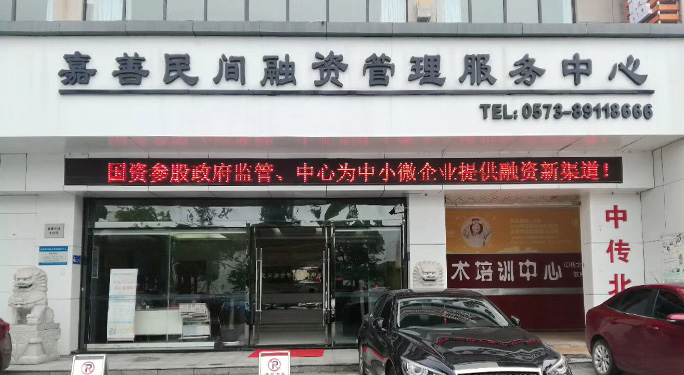 嘉善民间融资管理服务中心
TEL:0573-89118666
国资参股政府监管、中心为中小微企业提供融资新渠道!
术培训中心
中传北